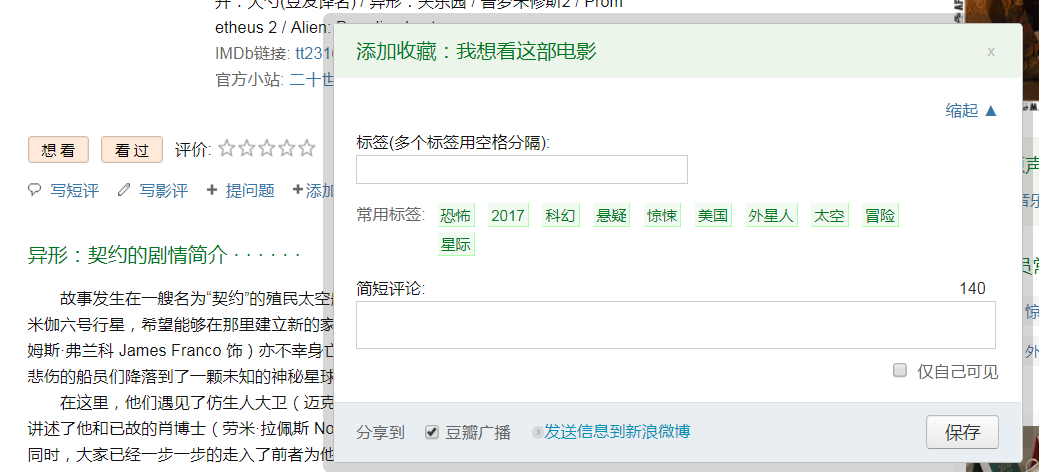 etheus 2 / Alien:
IMDb链接: tt231
官方小站: 二十世
想看 看过 评价:
写短评 写影评 + 提问题 +添加
异形：契约的剧情简介 · · · · · ·
故事发生在一艘名为“契约”的殖民太空
米伽六号行星，希望能够在那里建立新的家
姆斯·弗兰科 James Franco 饰）亦不幸身亡
悲伤的船员们降落到了一颗未知的神秘星球
在这里，他们遇见了仿生人大卫（迈克
讲述了他和已故的肖博士（劳米·拉佩斯 No
同时，大家已经一步一步的走入了前者为他
添加收藏：我想看这部电影 x
缩起 ▲
标签(多个标签用空格分隔):
常用标签: 恐怖 2017 科幻 悬疑 惊悚 美国 外星人 太空 冒险
星际
简短评论: 140
仅自己可见
分享到 豆瓣广播 发送信息到新浪微博 保存
声
音乐
员常
惊
外